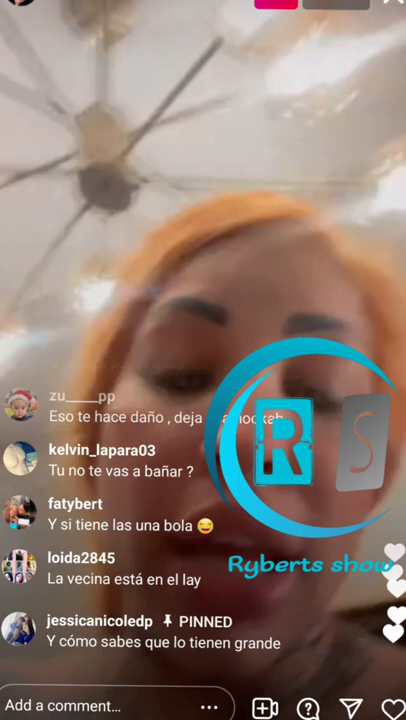 zu_____pp
Eso te hace daño , deja
kelvin_lapara03
Tu no te vas a bañar ?
fatybert
Y si tiene las una bola 😂
loida2845
La vecina está en el lay
jessicanicoledp PINNED
Y cómo sabes que lo tienen grande
R S
Ryberts show
Add a comment...